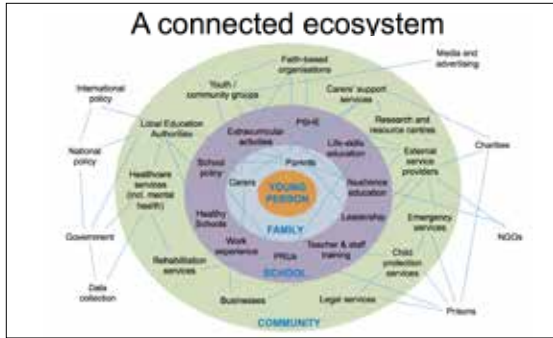 A connected ecosystem
Media and
advertising
Faith-based
organisations
International
policy
Youth /
community groups
Carers' support
services
Local Education
Authorities
Extracurricular
activities
PSHE
Research and
resource centres
Charities
National
policy
Life-skills
education
External
service
providers
School
policy
Parents
Healthcare
services
(incl. mental
health)
Carers
YOUNG
PERSON
Resilience
education
Healthy
Schools
FAMILY
Leadership
Emergency
services
Government
NGOs
Work
experience
PRUs
Teacher & staff
training
Child
protection
services
Rehabilitation
services
SCHOOL
Data
collection
Businesses
Legal services
Prisons
COMMUNITY